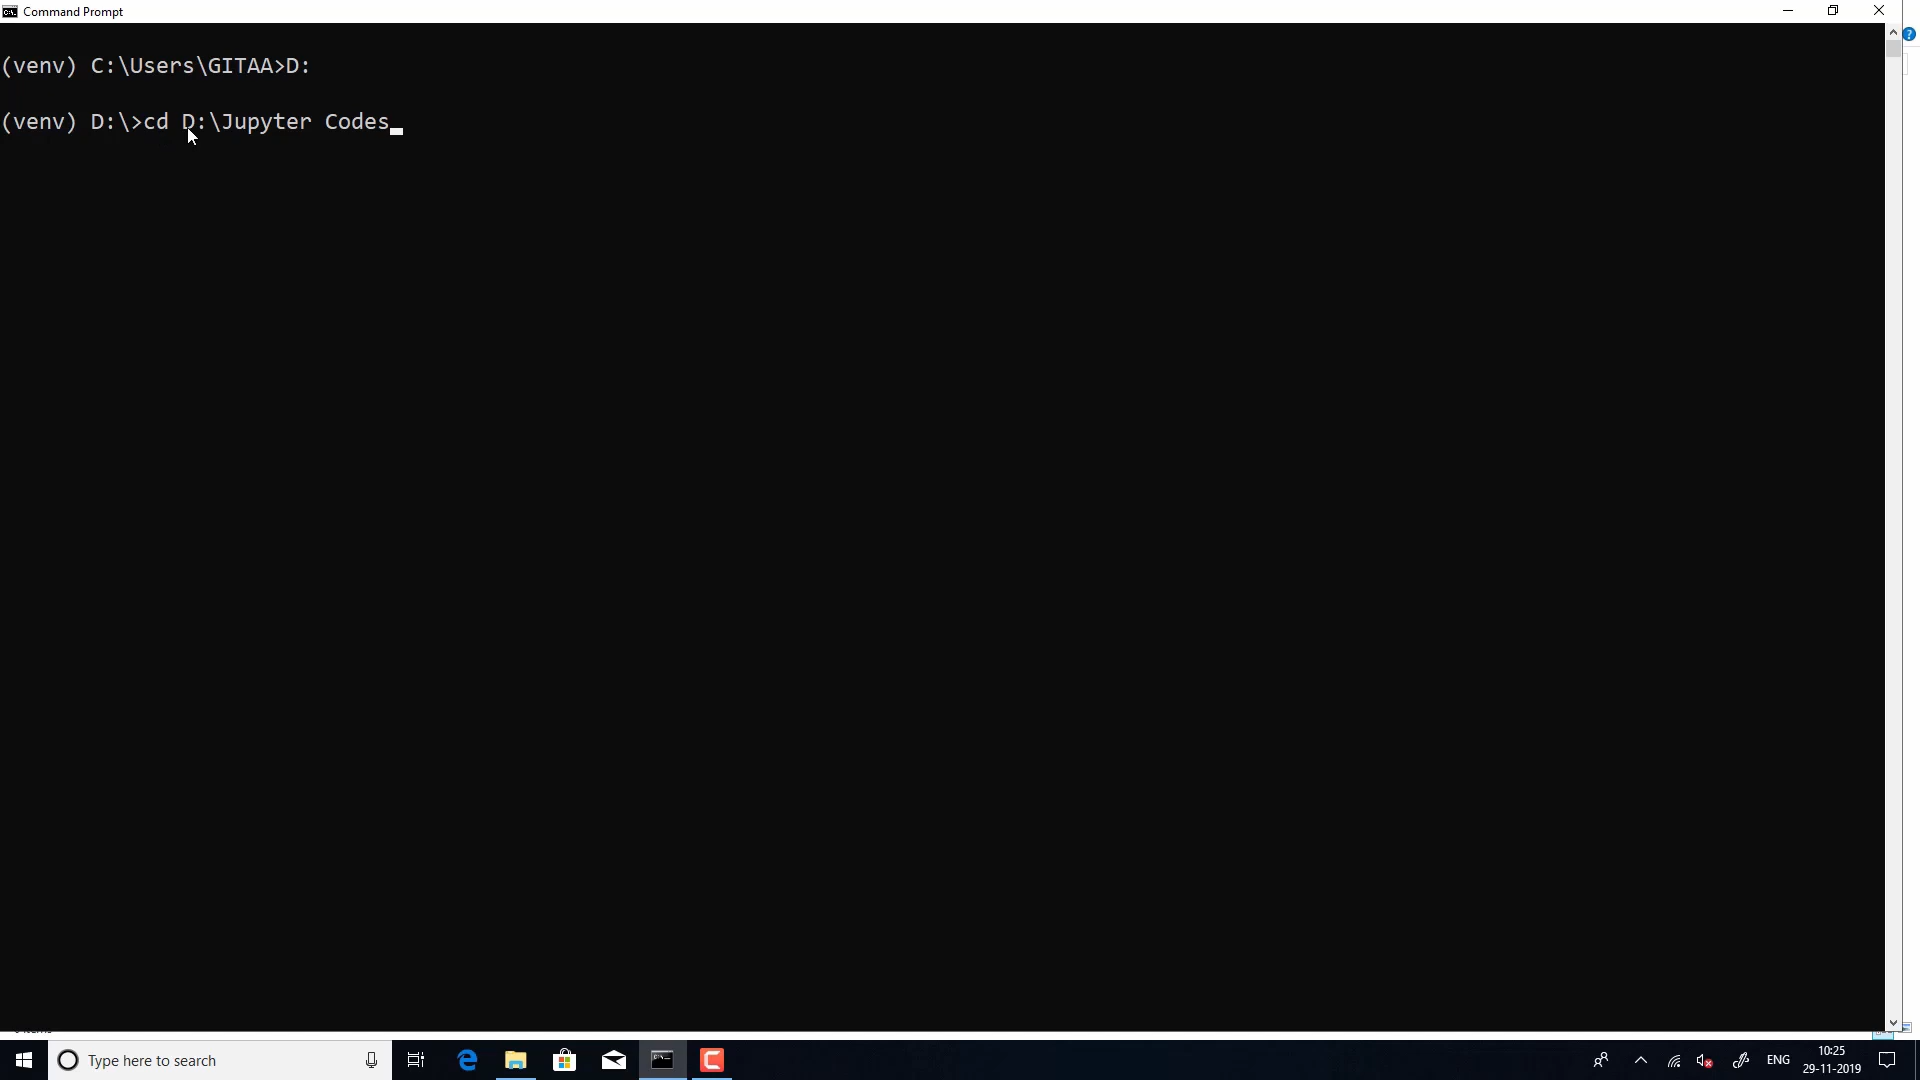 Command Prompt
(venv) C:\Users\GITAA>D:
(venv) D:\>cd D:\Jupyter Codes
Type here to search
ENG
10:25
29-11-2019